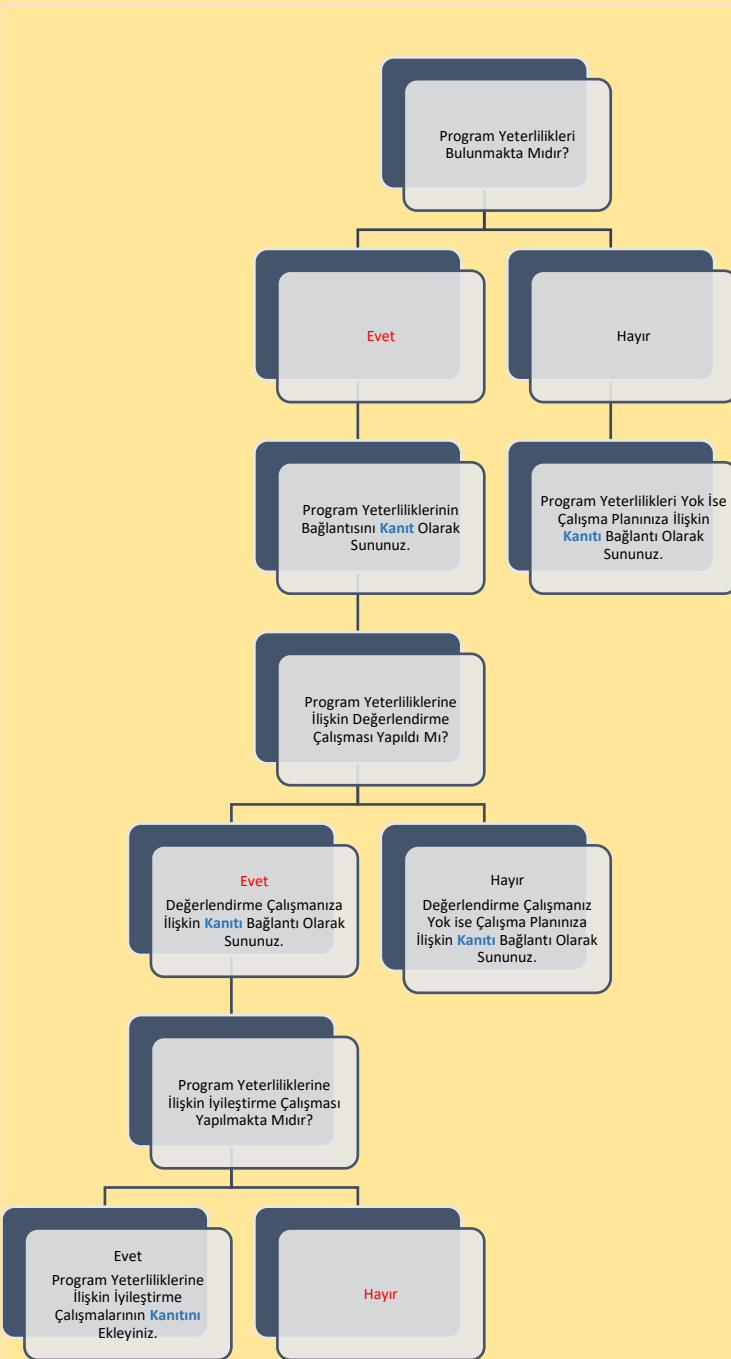 Program Yeterlilikleri
Bulunmakta Mıdır?
Evet
Hayır
Program Yeterliliklerinin
Bağlantısını Kanıt Olarak
Sununuz.
Program Yeterlilikleri Yok İse
Çalışma Planınıza İlişkin
Kanıtı Bağlantı Olarak
Sununuz.
Program Yeterliliklerine
İlişkin Değerlendirme
Çalışması Yapıldı Mı?
Evet
Değerlendirme Çalışmanıza
İlişkin Kanıtı Bağlantı Olarak
Sununuz.
Hayır
Değerlendirme Çalışmanız
Yok ise Çalışma Planınıza
İlişkin Kanıtı Bağlantı Olarak
Sununuz.
Program Yeterliliklerine
İlişkin İyileştirme Çalışması
Yapılmakta Mıdır?
Evet
Program Yeterliliklerine
İlişkin İyileştirme
Çalışmalarının Kanıtını
Ekleyiniz.
Hayır